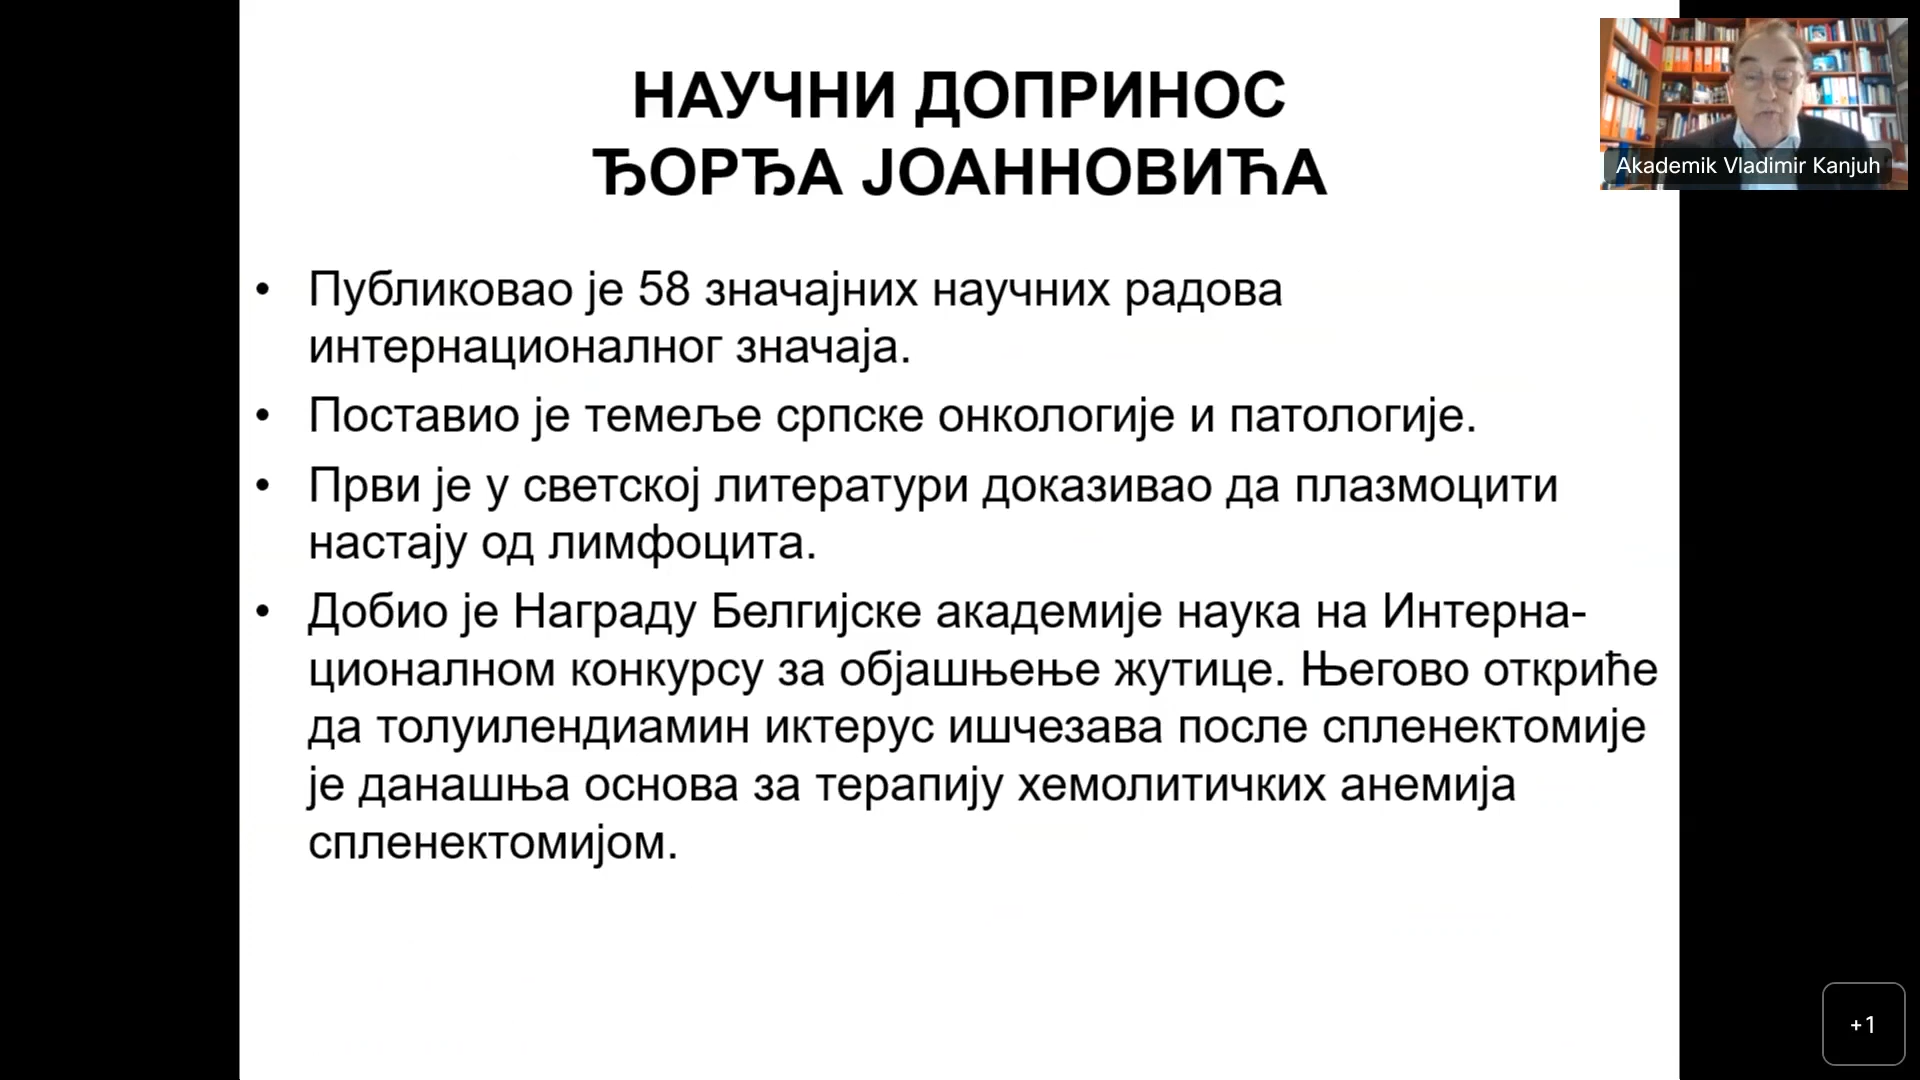 НАУЧНИ ДОПРИНОС
ЂОРЂА ЈОАННОВИЋА
Akademik Vladimir Kanjuh
• Публиковао је 58 значајних научних радова
интернационалног значаја.
• Поставио је темеље српске онкологије и патологије.
• Први је у светској литератури доказивао да плазмоцити
настају од лимфоцита.
• Добио је Награду Белгијске академије наука на Интерна-
ционалном конкурсу за објашњење жутице. Његово откриће
да толуилендиамин иктерус ишчезава после спленектомије
је данашња основа за терапију хемолитичких анемија
спленектомијом.
+1